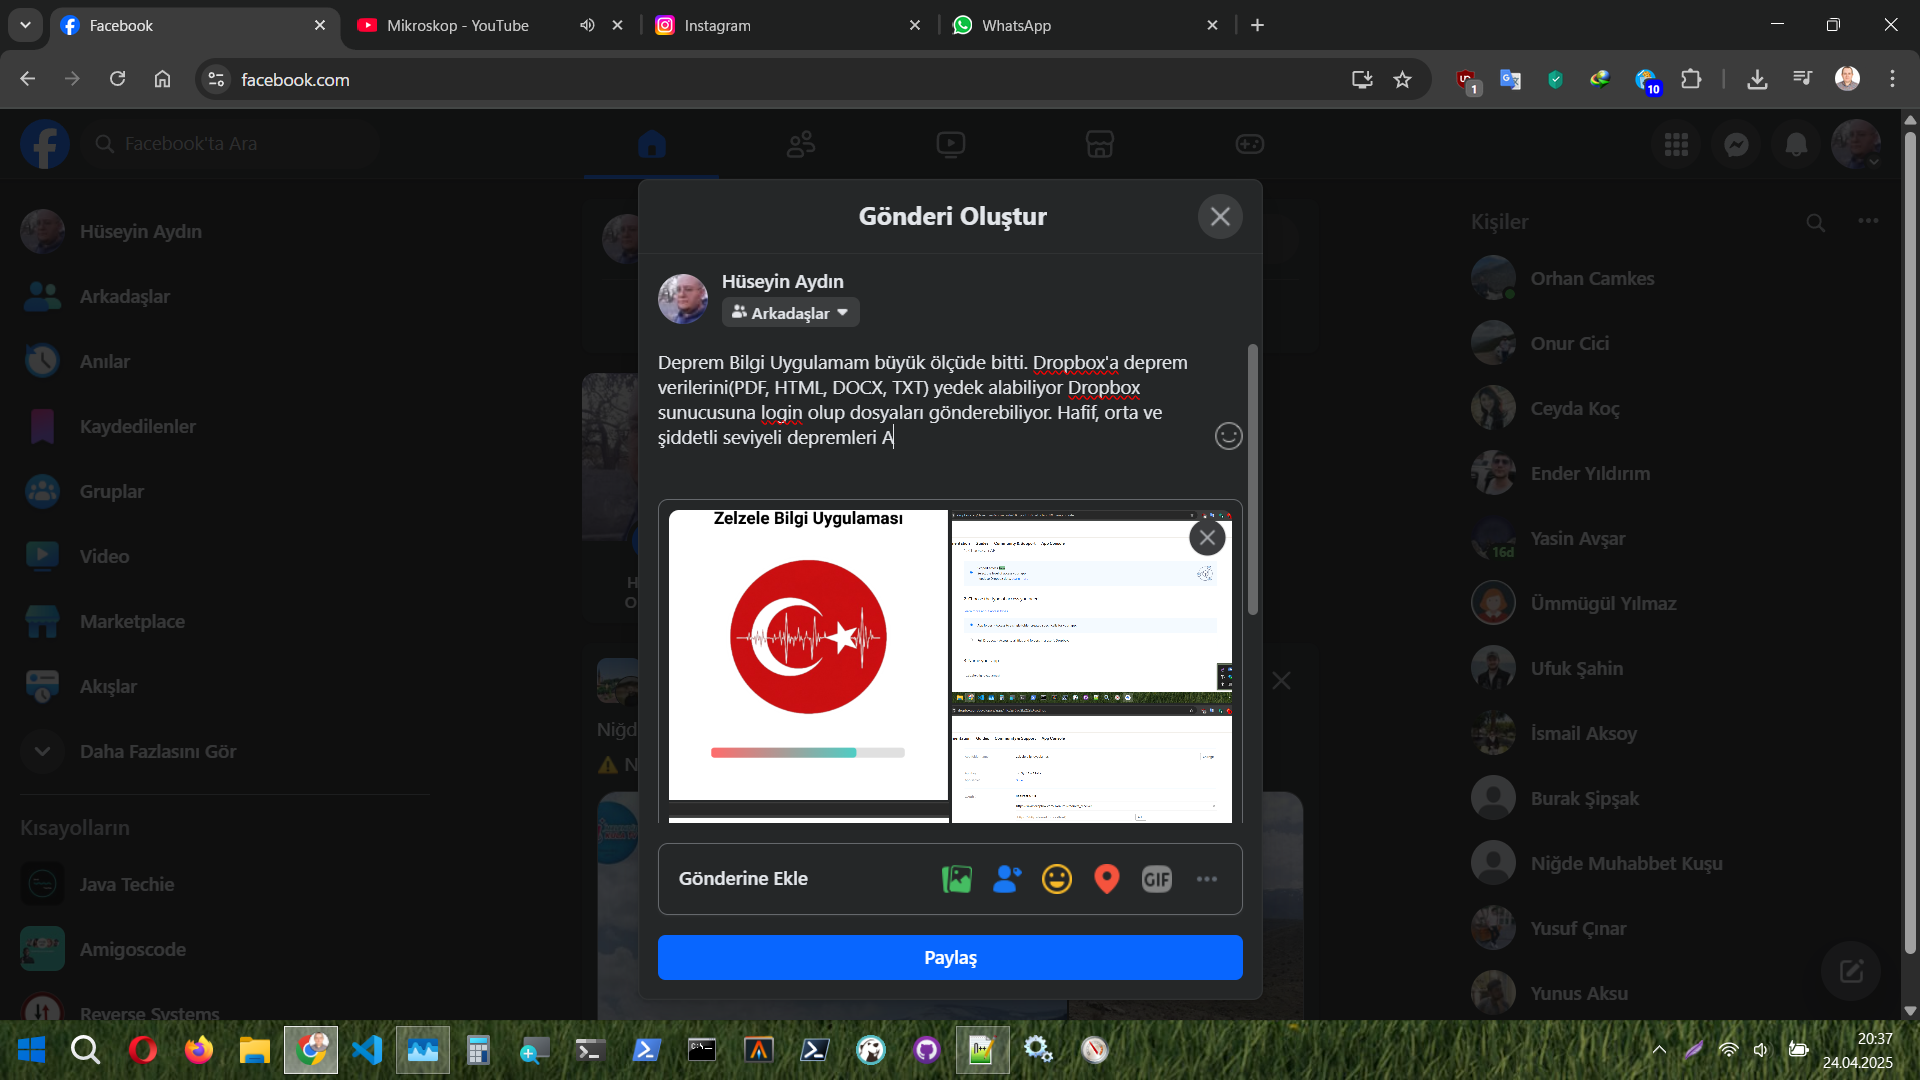 Facebook
Mikroskop - YouTube
Instagram
WhatsApp
facebook.com
1
10
Facebook'ta Ara
Hüseyin Aydın
Arkadaşlar
Anılar
Kaydedilenler
Gruplar
Video
Marketplace
Akışlar
Daha Fazlasını Gör
Kısayolların
Java Techie
Amigoscode
Reverse Systems
Gönderi Oluştur
Hüseyin Aydın
Arkadaşlar
Deprem Bilgi Uygulamam büyük ölçüde bitti. Dropbox'a deprem
verilerini(PDF, HTML, DOCX, TXT) yedek alabiliyor Dropbox
sunucusuna login olup dosyaları gönderebiliyor. Hafif, orta ve
şiddetli seviyeli depremleri A
Zelzele Bilgi Uygulaması
Gönderine Ekle
GIF
Paylaş
Kişiler
Orhan Camkes
Onur Cici
Ceyda Koç
Ender Yıldırım
16d
Yasin Avşar
Ümmügül Yılmaz
Ufuk Şahin
İsmail Aksoy
Burak Şipşak
Niğde Muhabbet Kuşu
Yusuf Çınar
Yunus Aksu
20:37
24.04.2025